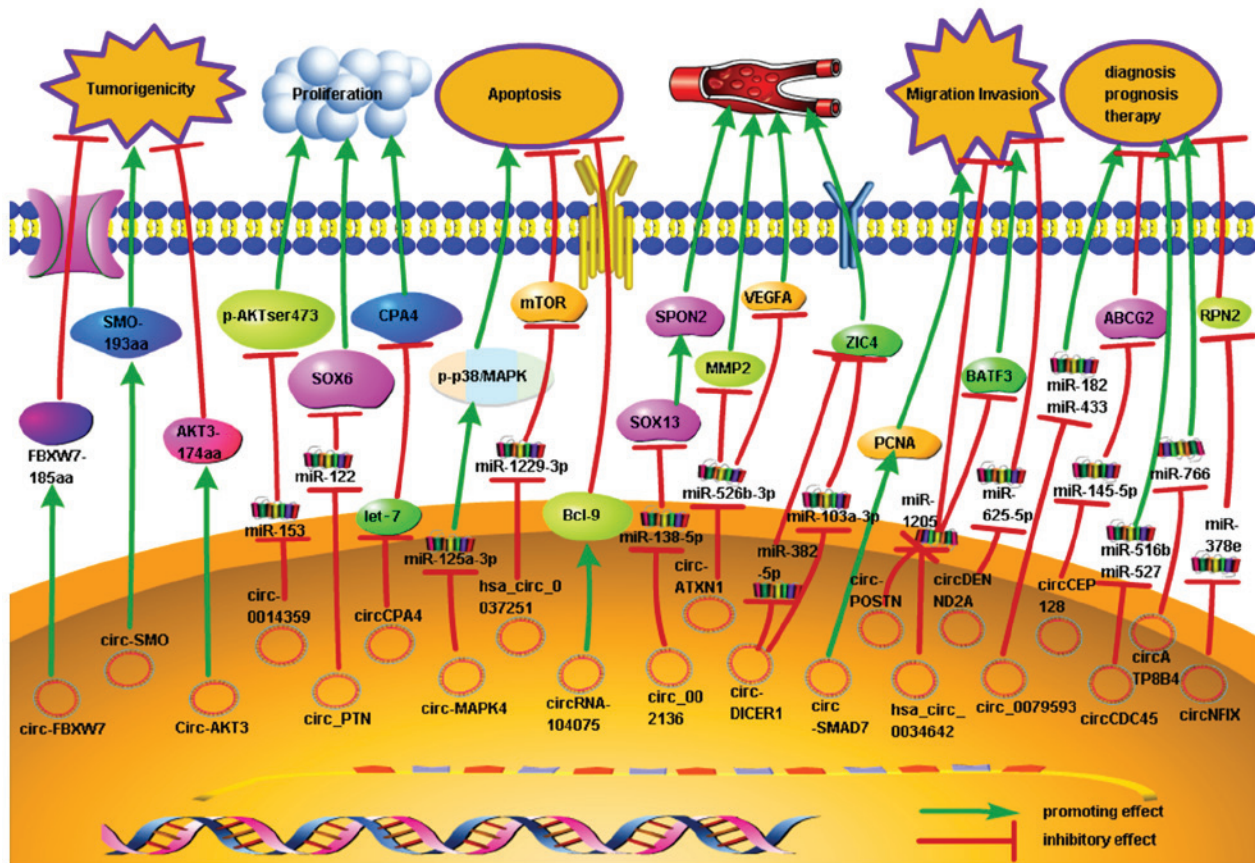 Tumorigenicity
Proliferation
Apoptosis
Migration Invasion
diagnosis
prognosis
therapy
SMO-
193aa
p-AKTser473
CPA4
mTOR
SPON2
VEGFA
MMP2
ZIC4
ABCG2
RPN2
SOX6
p-p38/MAPK
BATF3
miR-182
miR-433
FBXW7-
185aa
AKT3-
174aa
SOX13
PCNA
miR-122
miR-1229-3p
miR-526b-3p
miR-766
miR-153
let-7
Bcl-9
miR-138-5p
miR-103a-3p
miR-
1205
miR-
625-5p
miR-145-5p
miR-125a-3p
miR-382
-5p
miR-516b
miR-527
miR-
378e
circ-
0014359
circCPA4
hsa_circ_0
037251
circ-
ATXN1
circ-
POSTN
circDEN
ND2A
circCEP
128
circ-SMO
circA
TP8B4
circ-FBXW7
Circ-AKT3
circ_PTN
circ-MAPK4
circRNA-
104075
circ_00
2136
circ-
DICER1
circ
-SMAD7
hsa_circ_
0034642
circ_0079593
circCDC45
circNFIX
promoting effect
inhibitory effect